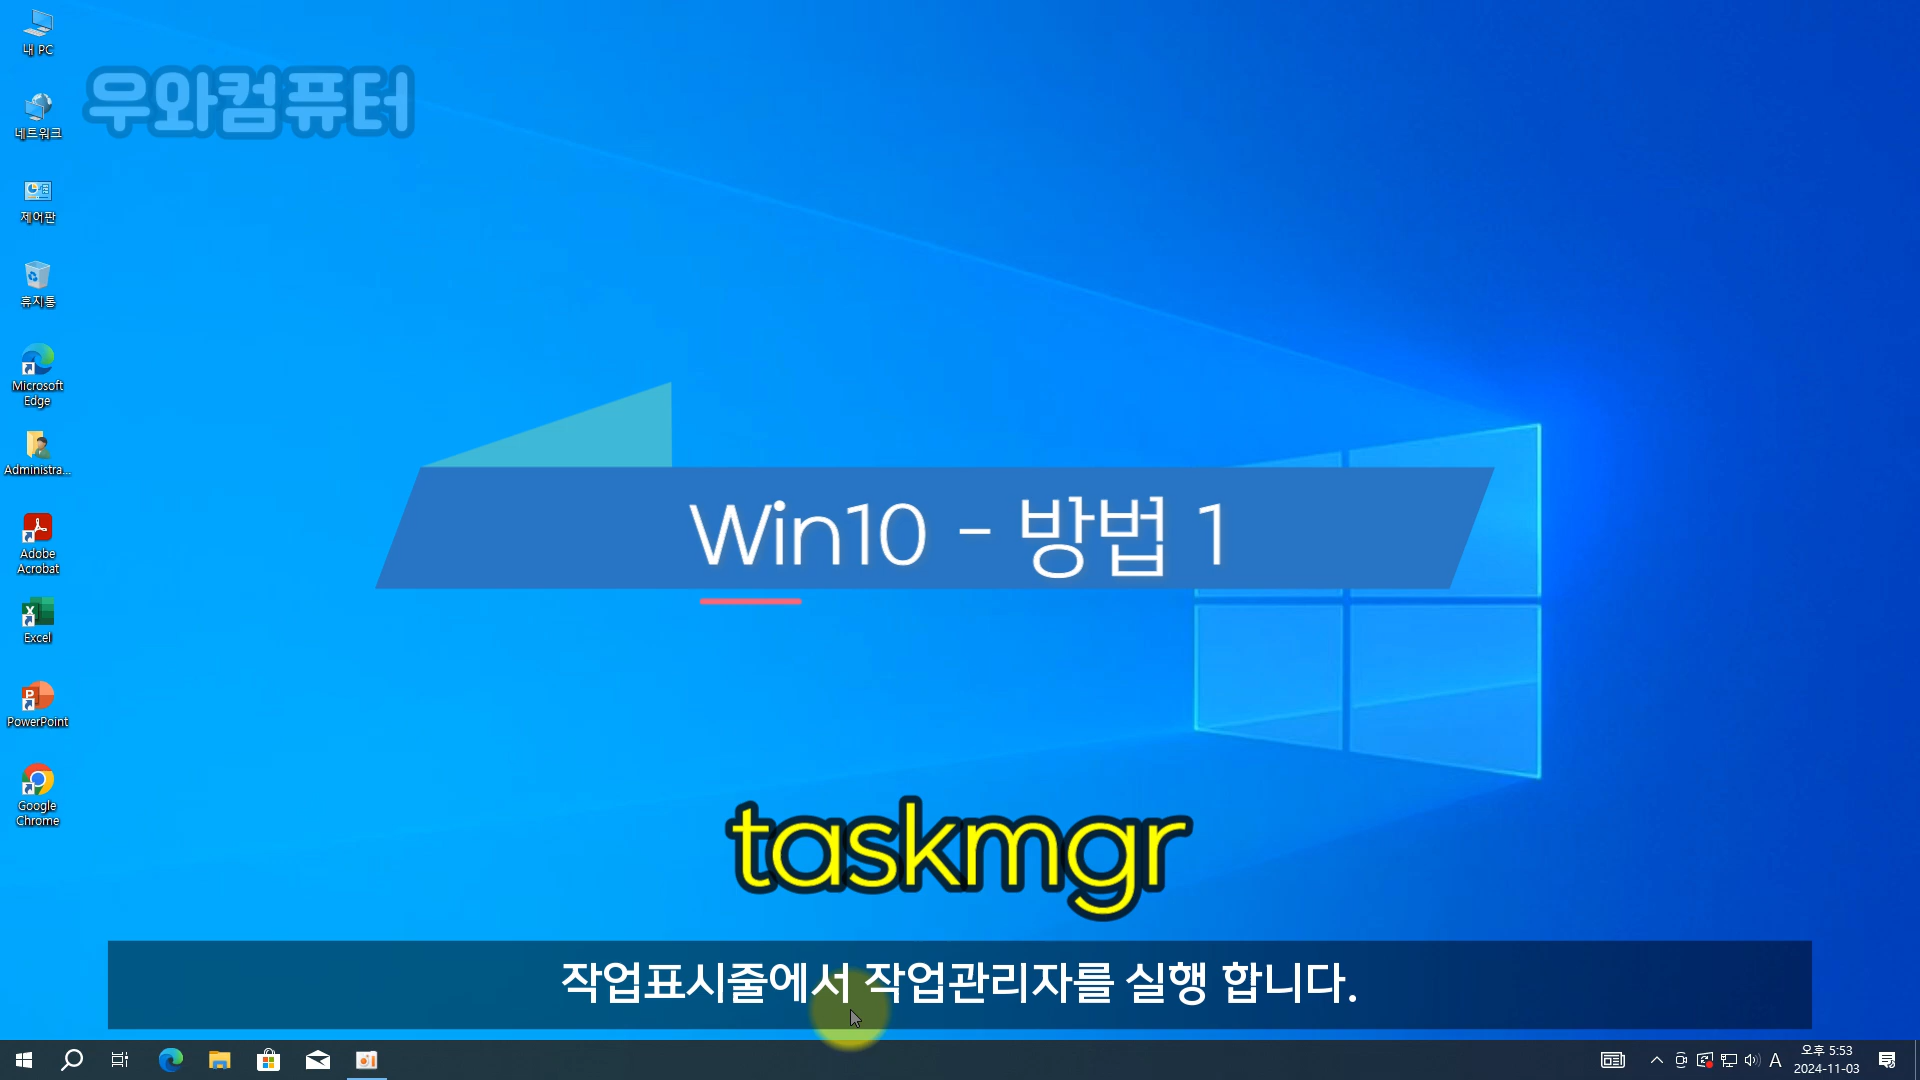 내 PC
우와컴퓨터
네트워크
제어판
휴지통
Microsoft
Edge
Administra...
Adobe
Acrobat
Excel
PowerPoint
Google
Chrome
Win10 - 방법 1
taskmgr
작업표시줄에서 작업관리자를 실행 합니다.
A
오후 5:53
2024-11-03